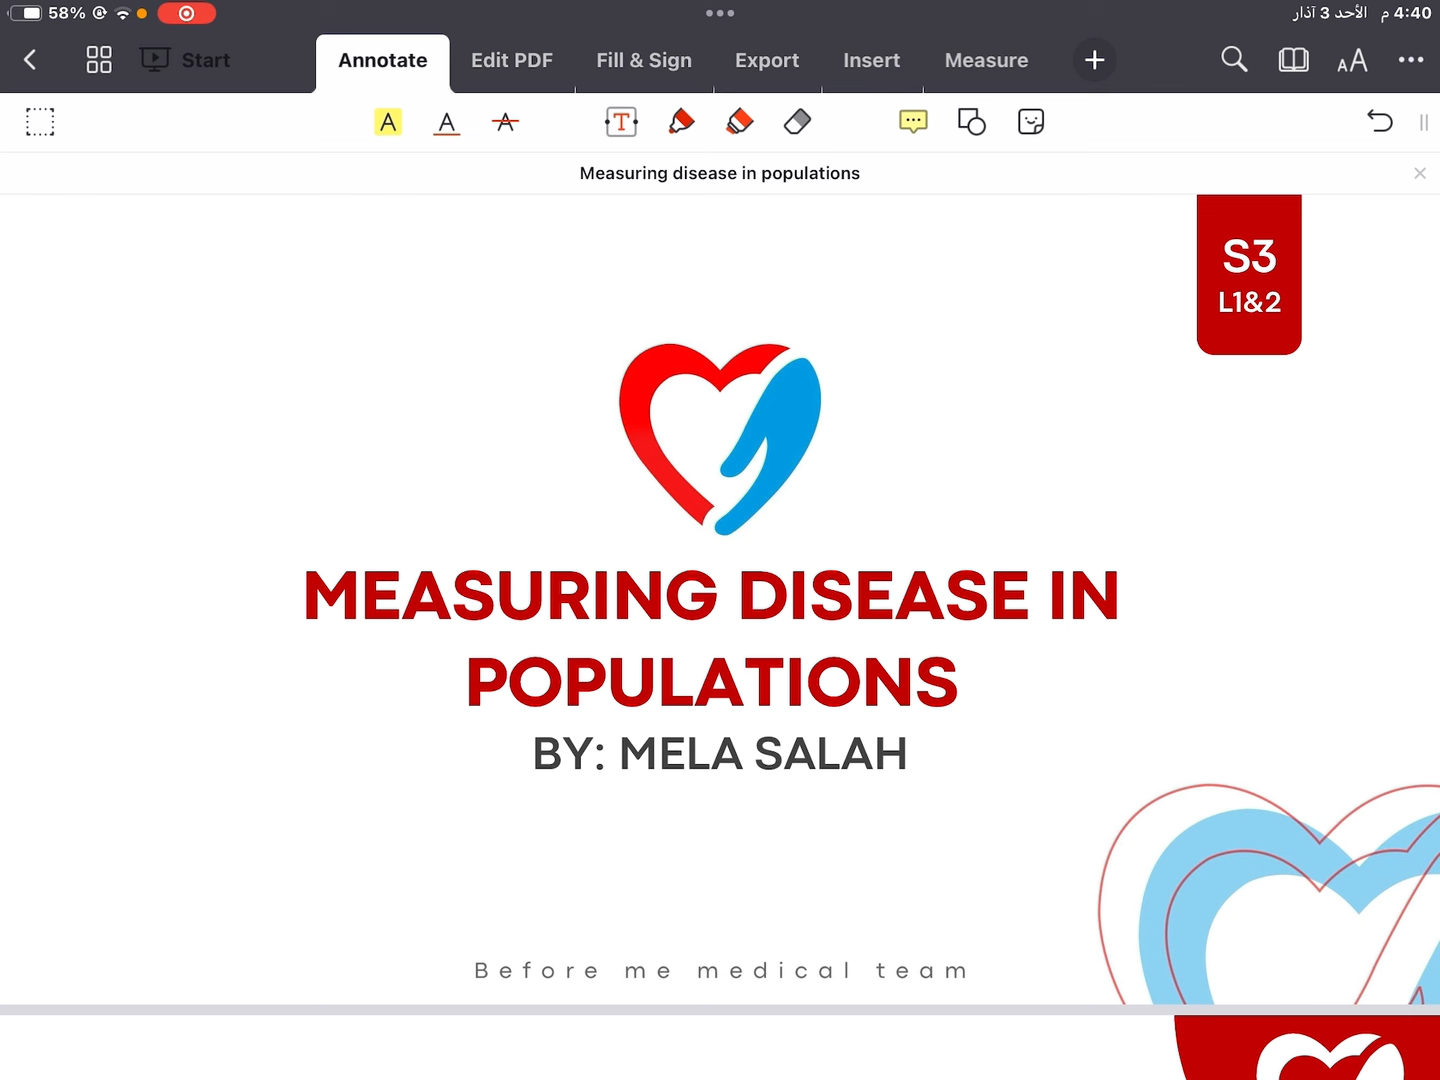 58%
4:40 م الأحد 3 آذار
Start
Annotate
Edit PDF
Fill & Sign
Export
Insert
Measure
AA
A
A
A
T
Measuring disease in populations
S3
L1&2
MEASURING DISEASE IN
POPULATIONS
BY: MELA SALAH
Before me medical team